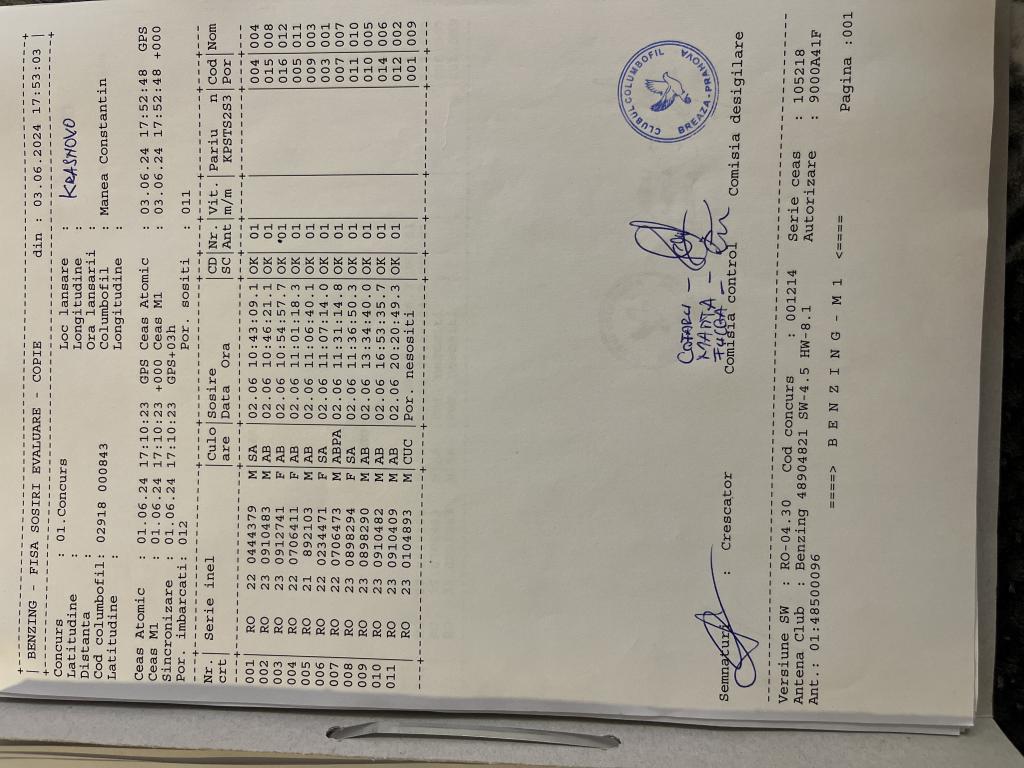 | BENZING - FISA SOSIRI EVALUARE - COPIE din : 03.06.2024 17:53:03 |
Concurs : 01.Concurs Loc lansare : KRASNOVO
Latitudine : Longitudine :
Distanta : Ora lansarii :
Cod columbofil: 02918 000843 Columbofil : Manea Constantin
Latitudine : Longitudine :
Ceas Atomic : 01.06.24 17:10:23 GPS Ceas Atomic : 03.06.24 17:52:48 GPS
Ceas M1 : 01.06.24 17:10:23 +000 Ceas M1 : 03.06.24 17:52:48 +000
Sincronizare : 01.06.24 17:10:23 GPS+03h
Por. imbarcati: 012 Por. sositi : 011
Nr. | Serie inel |Culo|Sosire |CD|Nr.|Vit.|Pariu n|Cod|Nom
crt | |are |Data Ora |SC|Ant|m/m |KPSTS2S3|Por|
001 | RO 22 0444379 M|SA |02.06 10:43:09.1|OK| 01| | |004|004
002 | RO 23 0910483 M|AB |02.06 10:46:21.1|OK| 01| | |015|008
003 | RO 23 0912741 F|AB |02.06 10:54:57.7|OK| 01| | |016|012
004 | RO 22 0706411 F|AB |02.06 11:01:18.3|OK| 01| | |005|011
005 | RO 21 892103 M|AB |02.06 11:06:40.1|OK| 01| | |009|003
006 | RO 22 0234471 F|SA |02.06 11:07:14.0|OK| 01| | |003|001
007 | RO 22 0706473 M|ABPA|02.06 11:31:14.8|OK| 01| | |007|007
008 | RO 23 0898294 F|SA |02.06 11:36:50.3|OK| 01| | |011|010
009 | RO 23 0898290 M|AB |02.06 13:34:40.0|OK| 01| | |010|005
010 | RO 23 0910482 M|AB |02.06 16:53:35.7|OK| 01| | |014|006
011 | RO 23 0910409 M|AB |02.06 20:20:49.3|OK| 01| | |012|002
| RO 23 0104893 M|CUC |Por. nesositi | | | | |001|009
CLUBUL COLUMBOFIL
BREAZA-PRAHOVA
MANTA -
Semnaturi : Crescator Comisia control Comisia desigilare
Versiune SW : RO-04.30 Cod concurs : 001214 Serie ceas : 105218
Antena Club : Benzing 48904821 SW-4.5 HW-8.1 Autorizare : 9000A41F
Ant.: 01:48500096
====> B E N Z I N G - M 1 <====
Pagina :001